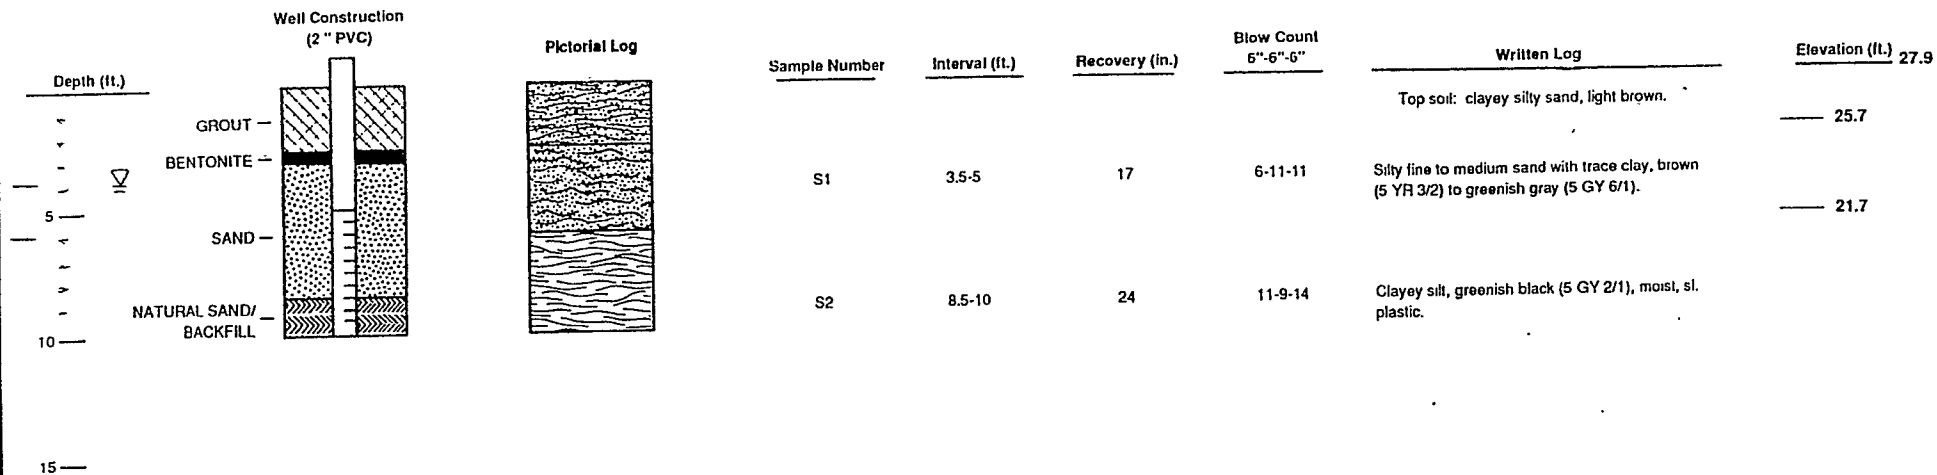 Well Construction
(2 " PVC)
Pictorial Log
Depth (ft.)
Sample Number
Interval (ft.)
Recovery (in.)
Blow Count
6"-6"-6"
Written Log
Elevation (ft.) 27.9
GROUT
BENTONITE
5
SAND
NATURAL SAND/
BACKFILL
10
15
Top soil: clayey silty sand, light brown.
25.7
S1
3.5-5
17
6-11-11
Silty fine to medium sand with trace clay, brown
(5 YR 3/2) to greenish gray (5 GY 6/1).
21.7
S2
8.5-10
24
11-9-14
Clayey silt, greenish black (5 GY 2/1), moist, sl.
plastic.